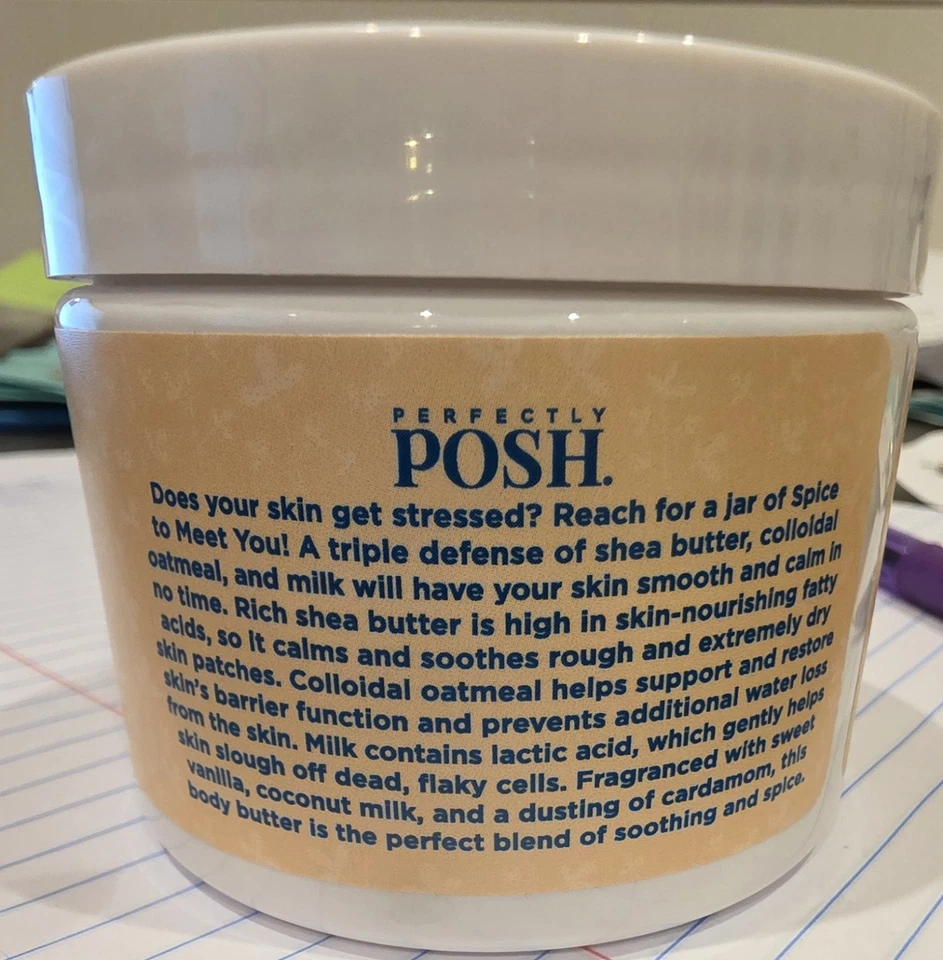 PERFECTLY
POSH.
Does your skin get stressed? Reach for a jar of Spice
to Meet You! A triple defense of shea butter, colloidal
oatmeal, and milk will have your skin smooth and calm in
no time. Rich shea butter is high in skin-nourishing fatty
acids, so it calms and soothes rough and extremely dry
skin patches. Colloidal oatmeal helps support and restore
skin's barrier function and prevents additional water loss
from the skin. Milk contains lactic acid, which gently helps
skin slough off dead, flaky cells. Fragranced with sweet
vanilla, coconut milk, and a dusting of cardamom, this
body butter is the perfect blend of soothing and spice.